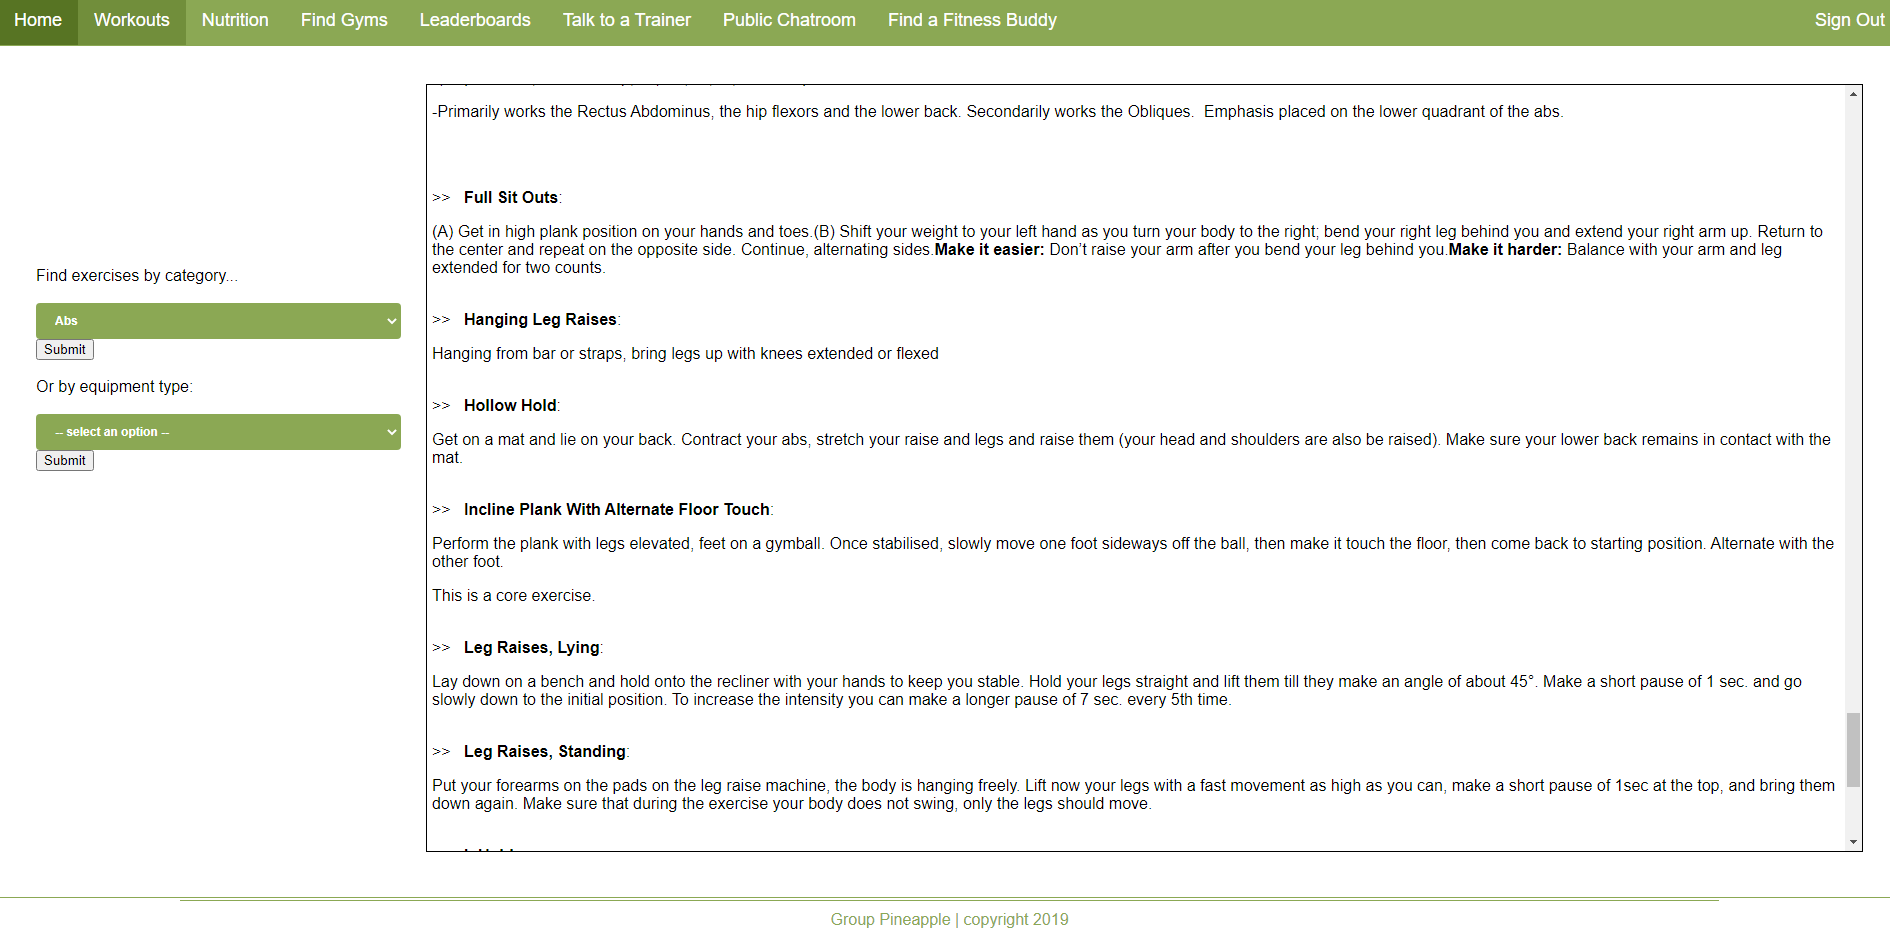 Home Workouts Nutrition Find Gyms Leaderboards Talk to a Trainer Public Chatroom Find a Fitness Buddy Sign Out
Find exercises by category...
Abs
Submit
Or by equipment type:
-- select an option --
Submit
-Primarily works the Rectus Abdominus, the hip flexors and the lower back. Secondarily works the Obliques.  Emphasis placed on the lower quadrant of the abs.
>> Full Sit Outs:
(A) Get in high plank position on your hands and toes.(B) Shift your weight to your left hand as you turn your body to the right; bend your right leg behind you and extend your right arm up. Return to
the center and repeat on the opposite side. Continue, alternating sides.Make it easier: Don’t raise your arm after you bend your leg behind you.Make it harder: Balance with your arm and leg
extended for two counts.
>> Hanging Leg Raises:
Hanging from bar or straps, bring legs up with knees extended or flexed
>> Hollow Hold:
Get on a mat and lie on your back. Contract your abs, stretch your raise and legs and raise them (your head and shoulders are also be raised). Make sure your lower back remains in contact with the
mat.
>> Incline Plank With Alternate Floor Touch:
Perform the plank with legs elevated, feet on a gymball. Once stabilised, slowly move one foot sideways off the ball, then make it touch the floor, then come back to starting position. Alternate with the
other foot.
This is a core exercise.
>> Leg Raises, Lying:
Lay down on a bench and hold onto the recliner with your hands to keep you stable. Hold your legs straight and lift them till they make an angle of about 45°. Make a short pause of 1 sec. and go
slowly down to the initial position. To increase the intensity you can make a longer pause of 7 sec. every 5th time.
>> Leg Raises, Standing:
Put your forearms on the pads on the leg raise machine, the body is hanging freely. Lift now your legs with a fast movement as high as you can, make a short pause of 1sec at the top, and bring them
down again. Make sure that during the exercise your body does not swing, only the legs should move.
Group Pineapple | copyright 2019